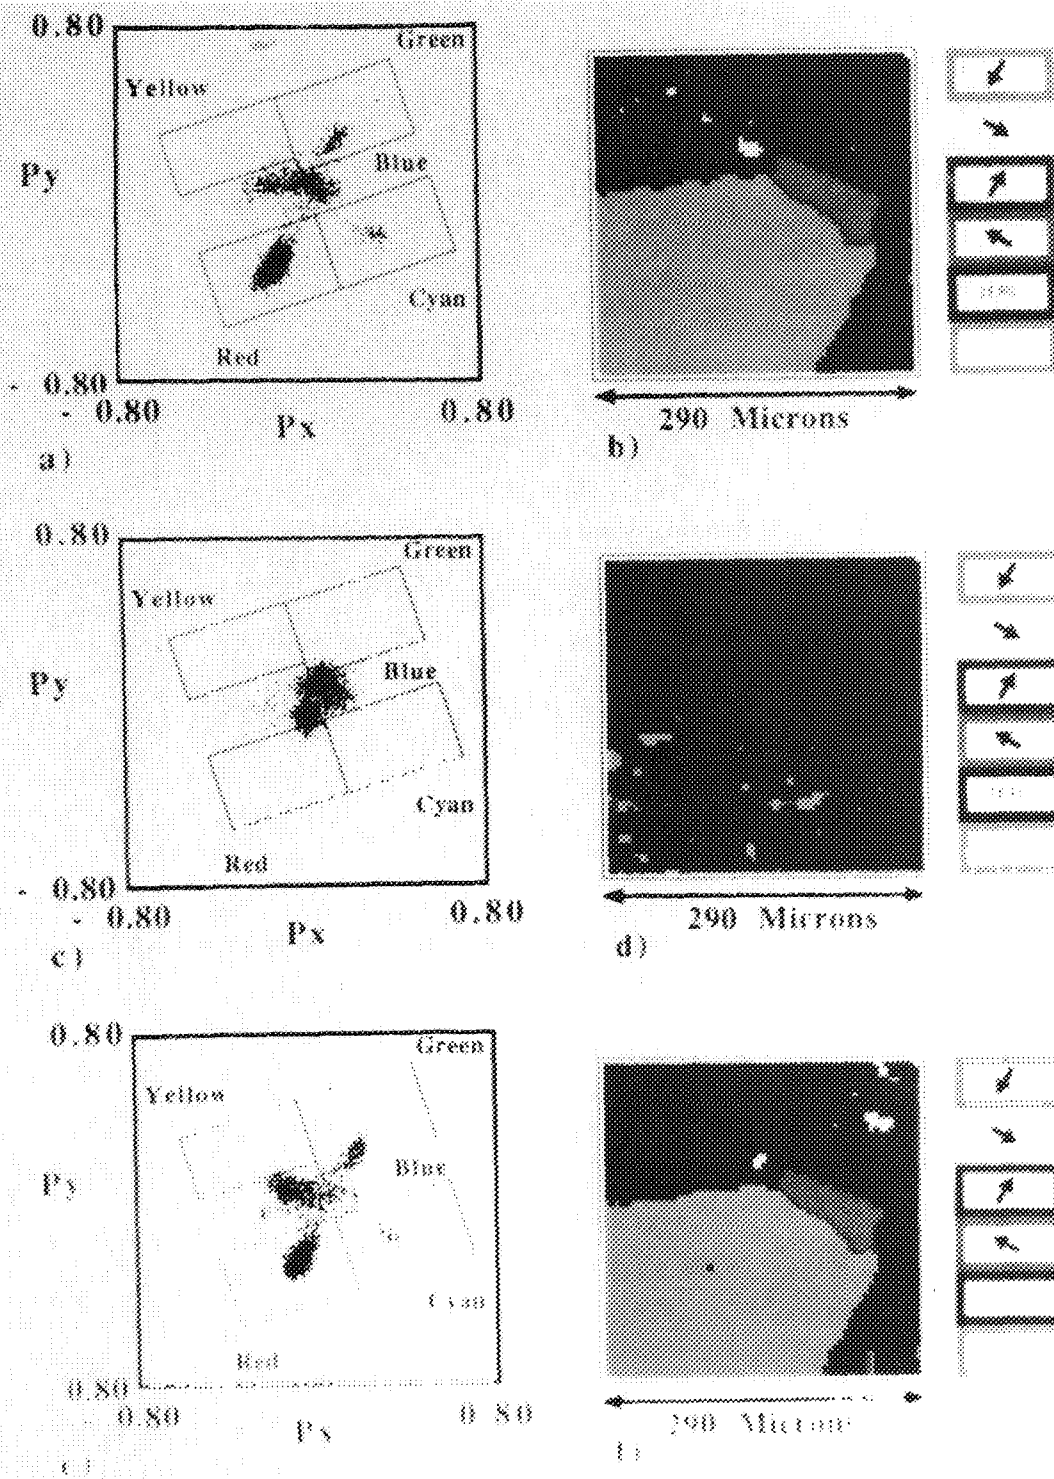 0.80
Green
Yellow
Py
Blue
Cyan
Red
- 0.80
- 0.80
0.80
Px
290 Microns
a)
b)
0.80
Green
Yellow
Py
Blue
Cyan
Red
- 0.80
- 0.80
0.80
Px
290 Microns
c)
d)
0.80
Green
Yellow
Py
Blue
Cyan
Red
0.80
0.80
0 80
Px
290 Microns